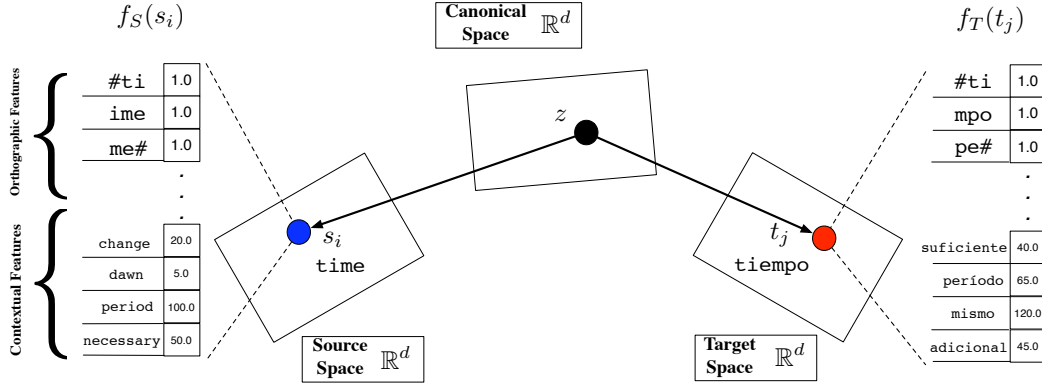 f_S(s_i)
Orthographic Features
#ti 1.0
ime 1.0
me# 1.0
.
.
.
Contextual Features
change 20.0
dawn 5.0
period 100.0
necessary 50.0
Canonical
Space ℝ^d
z
s_i
time
Source
Space ℝ^d
t_j
tiempo
Target
Space ℝ^d
f_T(t_j)
#ti 1.0
mpo 1.0
pe# 1.0
.
.
.
suficiente 40.0
período 65.0
mismo 120.0
adicional 45.0